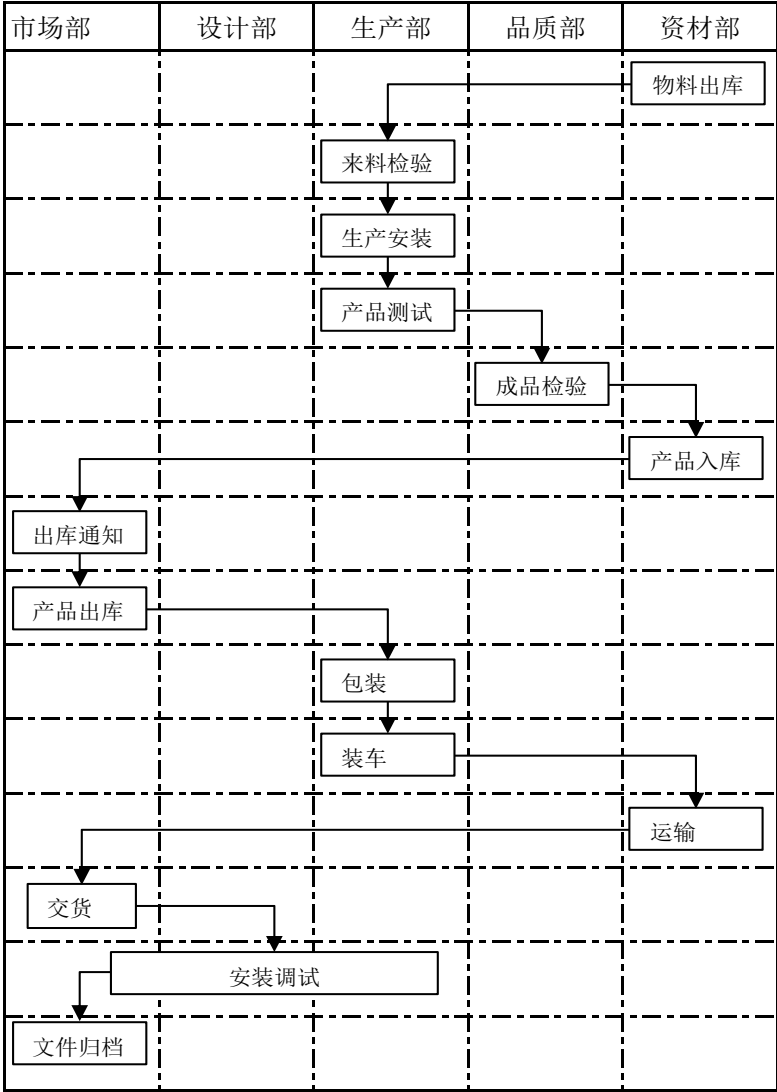 市场部 设计部 生产部 品质部 资材部
物料出库
来料检验
生产安装
产品测试
成品检验
产品入库
出库通知
产品出库
包装
装车
运输
交货
安装调试
文件归档